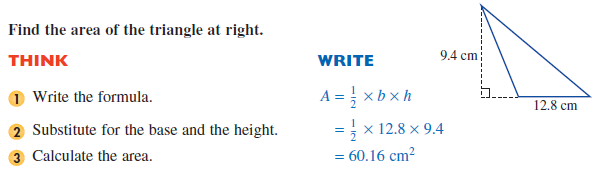 Find the area of the triangle at right.
THINK
WRITE
9.4 cm
12.8 cm
1 Write the formula.
A = 1/2 × b × h
2 Substitute for the base and the height.
= 1/2 × 12.8 × 9.4
3 Calculate the area.
= 60.16 cm²